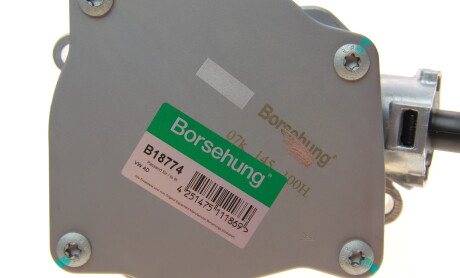 Borsehung
07k 145 100H
Borsehung®
B18774
VW AG
4 251475 111869 >